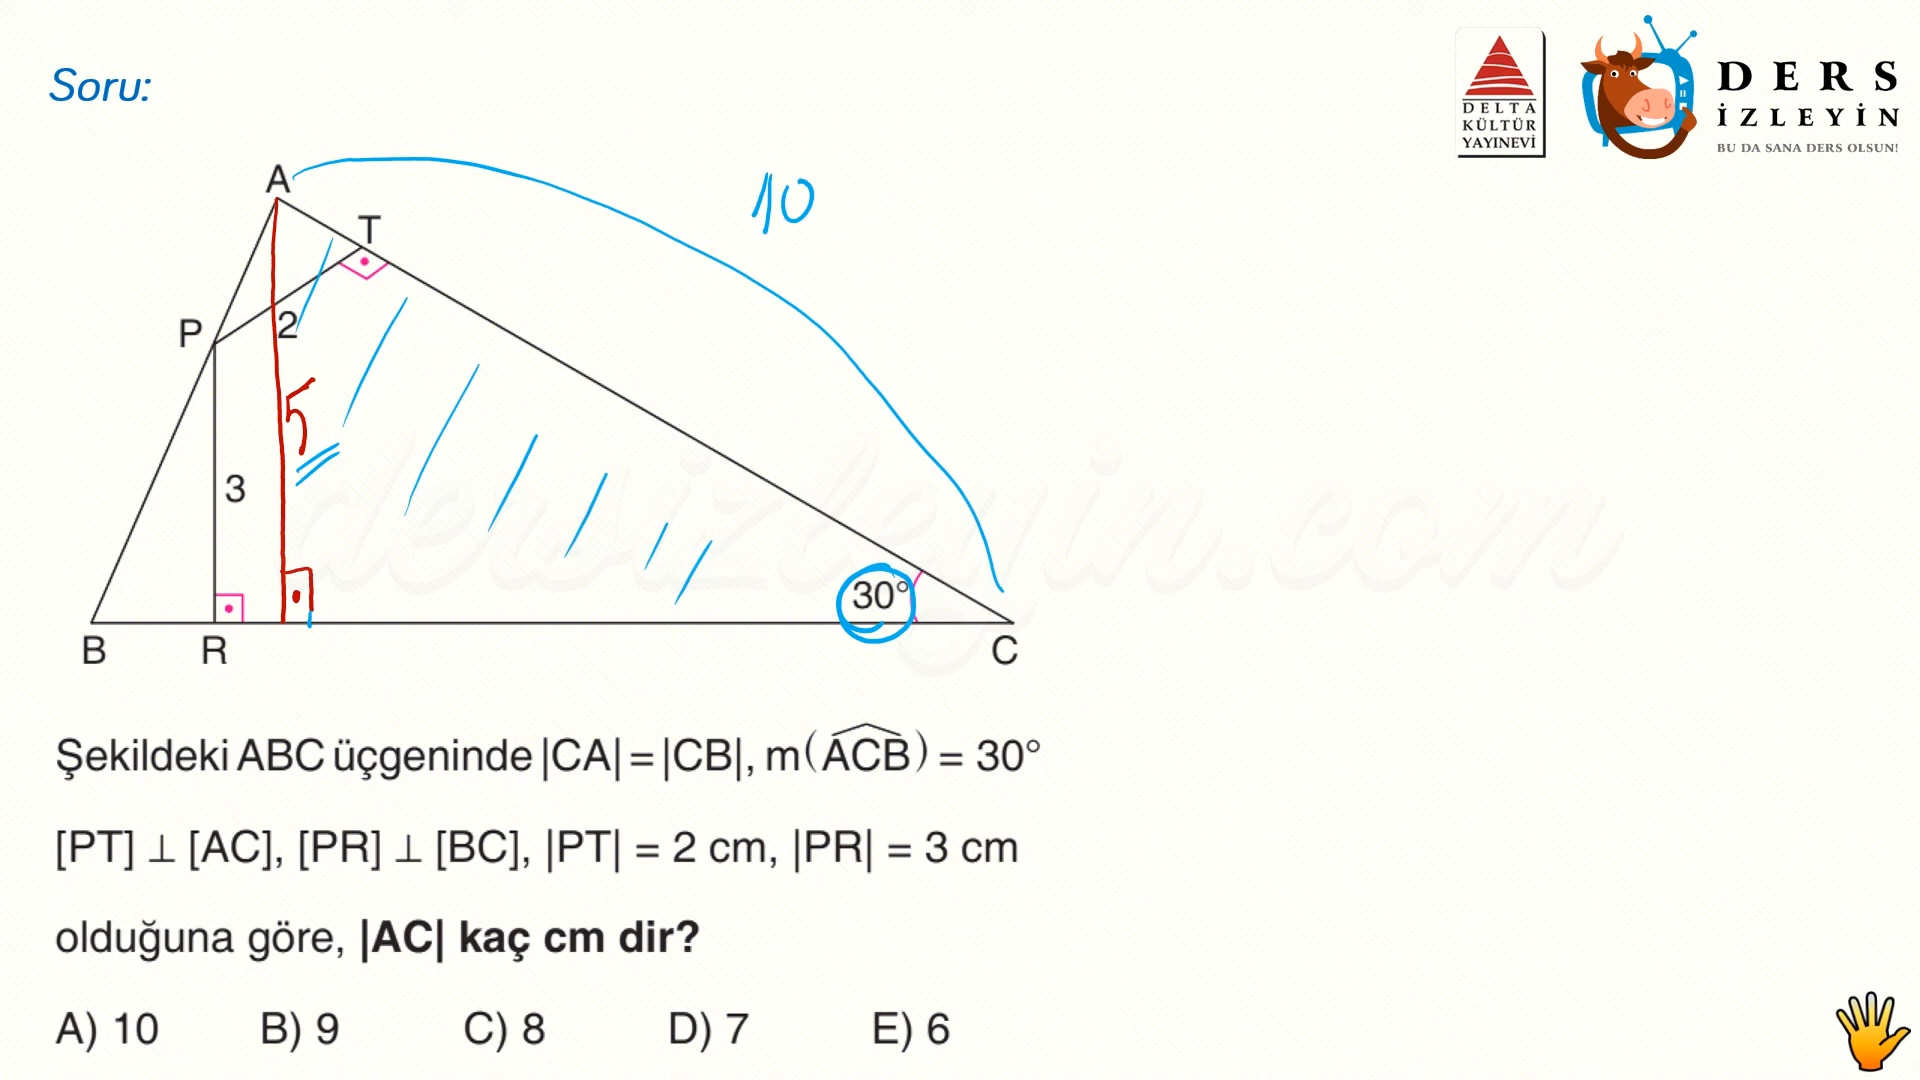 Soru:
DELTA
KÜLTÜR
YAYINEVİ
DERS
İZLEYİN
BU DA SANA DERS OLSUN!
A
10
T
P
2
5
3
30°
B
R
C
dersizleyin.com
Şekildeki ABC üçgeninde |CA| = |CB|, m(ACB) = 30°
[PT] ⊥ [AC], [PR] ⊥ [BC], |PT| = 2 cm, |PR| = 3 cm
olduğuna göre, |AC| kaç cm dir?
A) 10 B) 9 C) 8 D) 7 E) 6